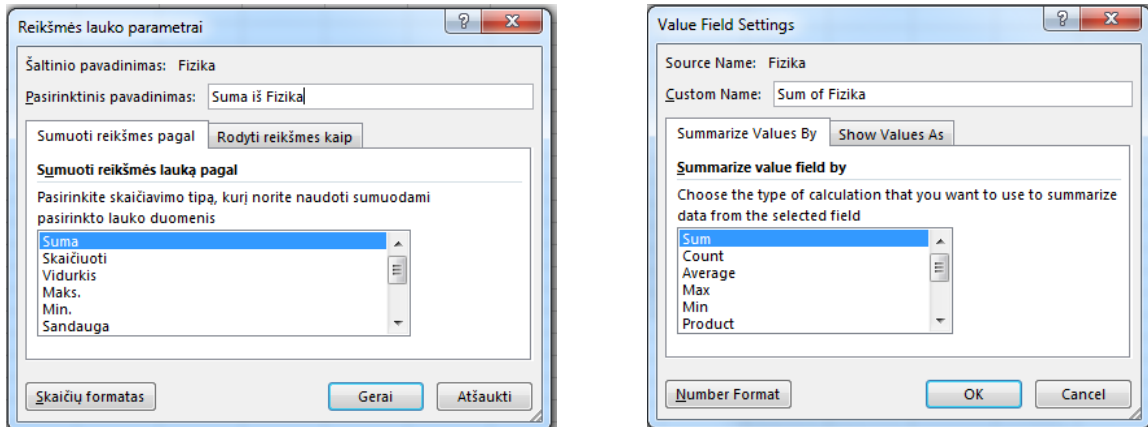 Reikšmės lauko parametrai
Šaltinio pavadinimas: Fizika
Pasirinktinis pavadinimas: Suma iš Fizika
Sumuoti reikšmes pagal Rodyti reikšmes kaip
Sumuoti reikšmės lauką pagal
Pasirinkite skaičiavimo tipą, kurį norite naudoti sumuodami
pasirinkto lauko duomenis
Suma
Skaičiuoti
Vidurkis
Maks.
Min.
Sandauga
Skaičių formatas Gerai Atšaukti
Value Field Settings
Source Name: Fizika
Custom Name: Sum of Fizika
Summarize Values By Show Values As
Summarize value field by
Choose the type of calculation that you want to use to summarize
data from the selected field
Sum
Count
Average
Max
Min
Product
Number Format OK Cancel